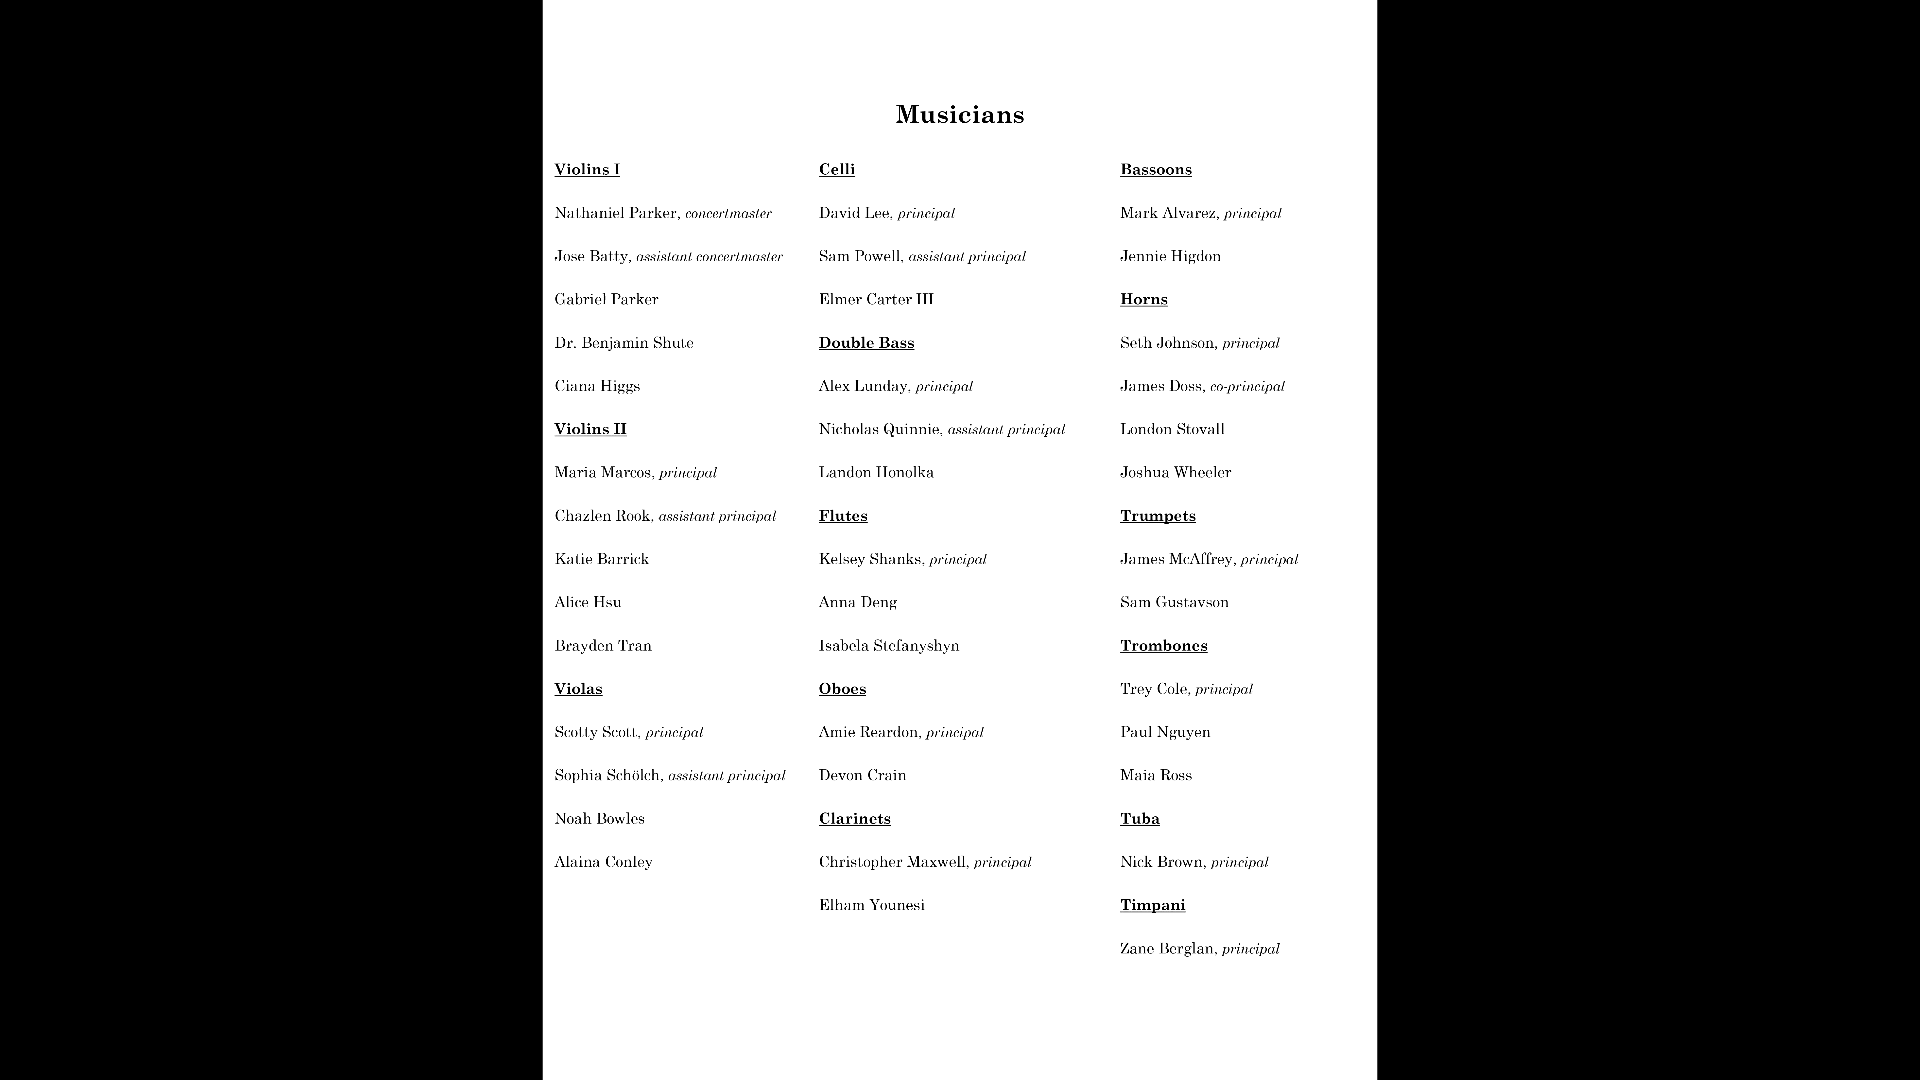 Musicians
Violins I
Nathaniel Parker, concertmaster
Jose Batty, assistant concertmaster
Gabriel Parker
Dr. Benjamin Shute
Ciana Higgs
Violins II
Maria Marcos, principal
Chazlen Rook, assistant principal
Katie Barrick
Alice Hsu
Brayden Tran
Violas
Scotty Scott, principal
Sophia Schölch, assistant principal
Noah Bowles
Alaina Conley
Celli
David Lee, principal
Sam Powell, assistant principal
Elmer Carter III
Double Bass
Alex Lunday, principal
Nicholas Quinnie, assistant principal
Landon Honolka
Flutes
Kelsey Shanks, principal
Anna Deng
Isabela Stefanyshyn
Oboes
Amie Reardon, principal
Devon Crain
Clarinets
Christopher Maxwell, principal
Elham Younesi
Bassoons
Mark Alvarez, principal
Jennie Higdon
Horns
Seth Johnson, principal
James Doss, co-principal
London Stovall
Joshua Wheeler
Trumpets
James McAffrey, principal
Sam Gustavson
Trombones
Trey Cole, principal
Paul Nguyen
Maia Ross
Tuba
Nick Brown, principal
Timpani
Zane Berglan, principal